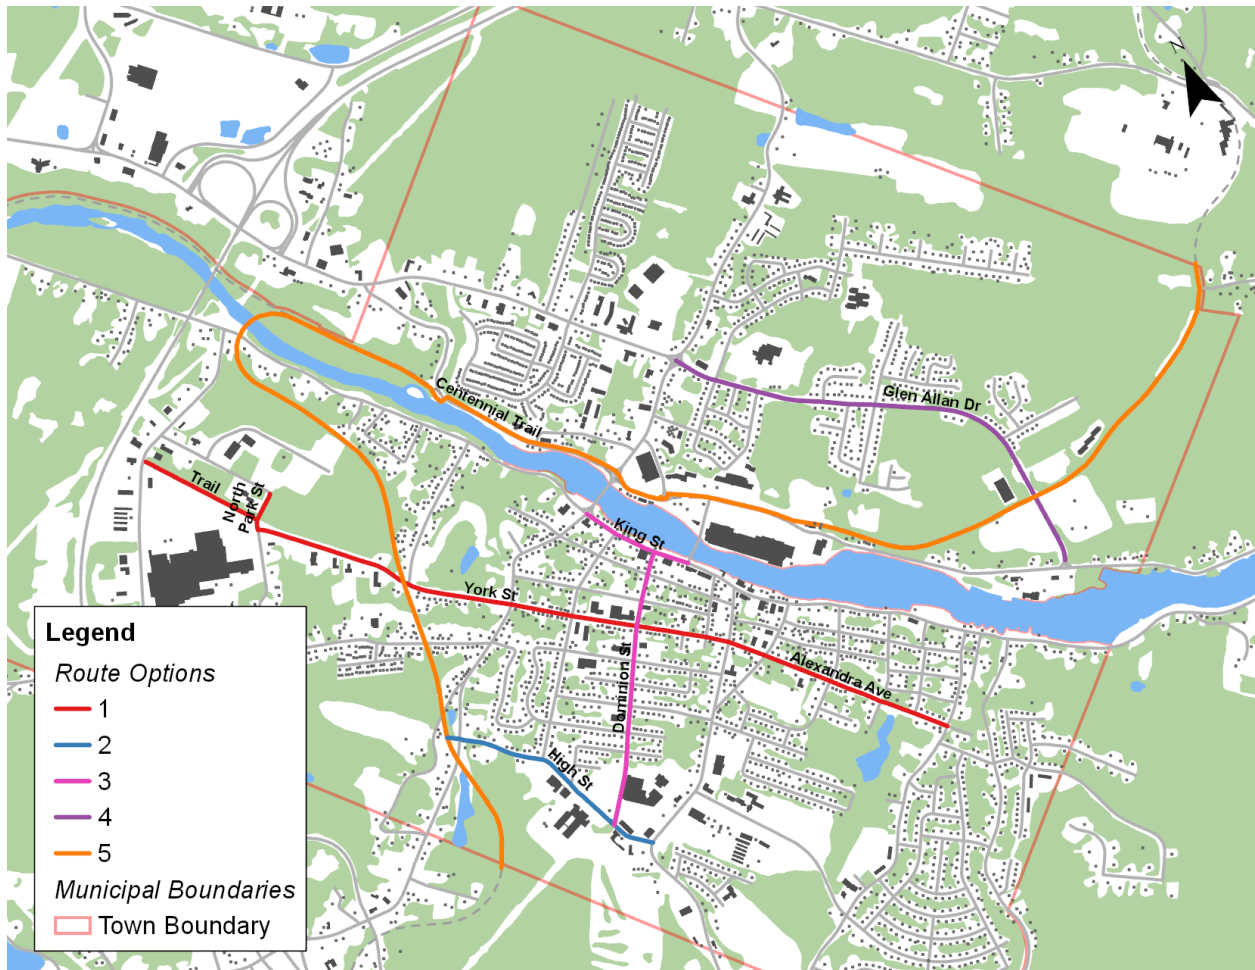 N
Glen Allan Dr
Centennial Trail
Trail
North
Park St
King St
York St
Dominion St
Alexandra Ave
High St
Legend
Route Options
1
2
3
4
5
Municipal Boundaries
Town Boundary